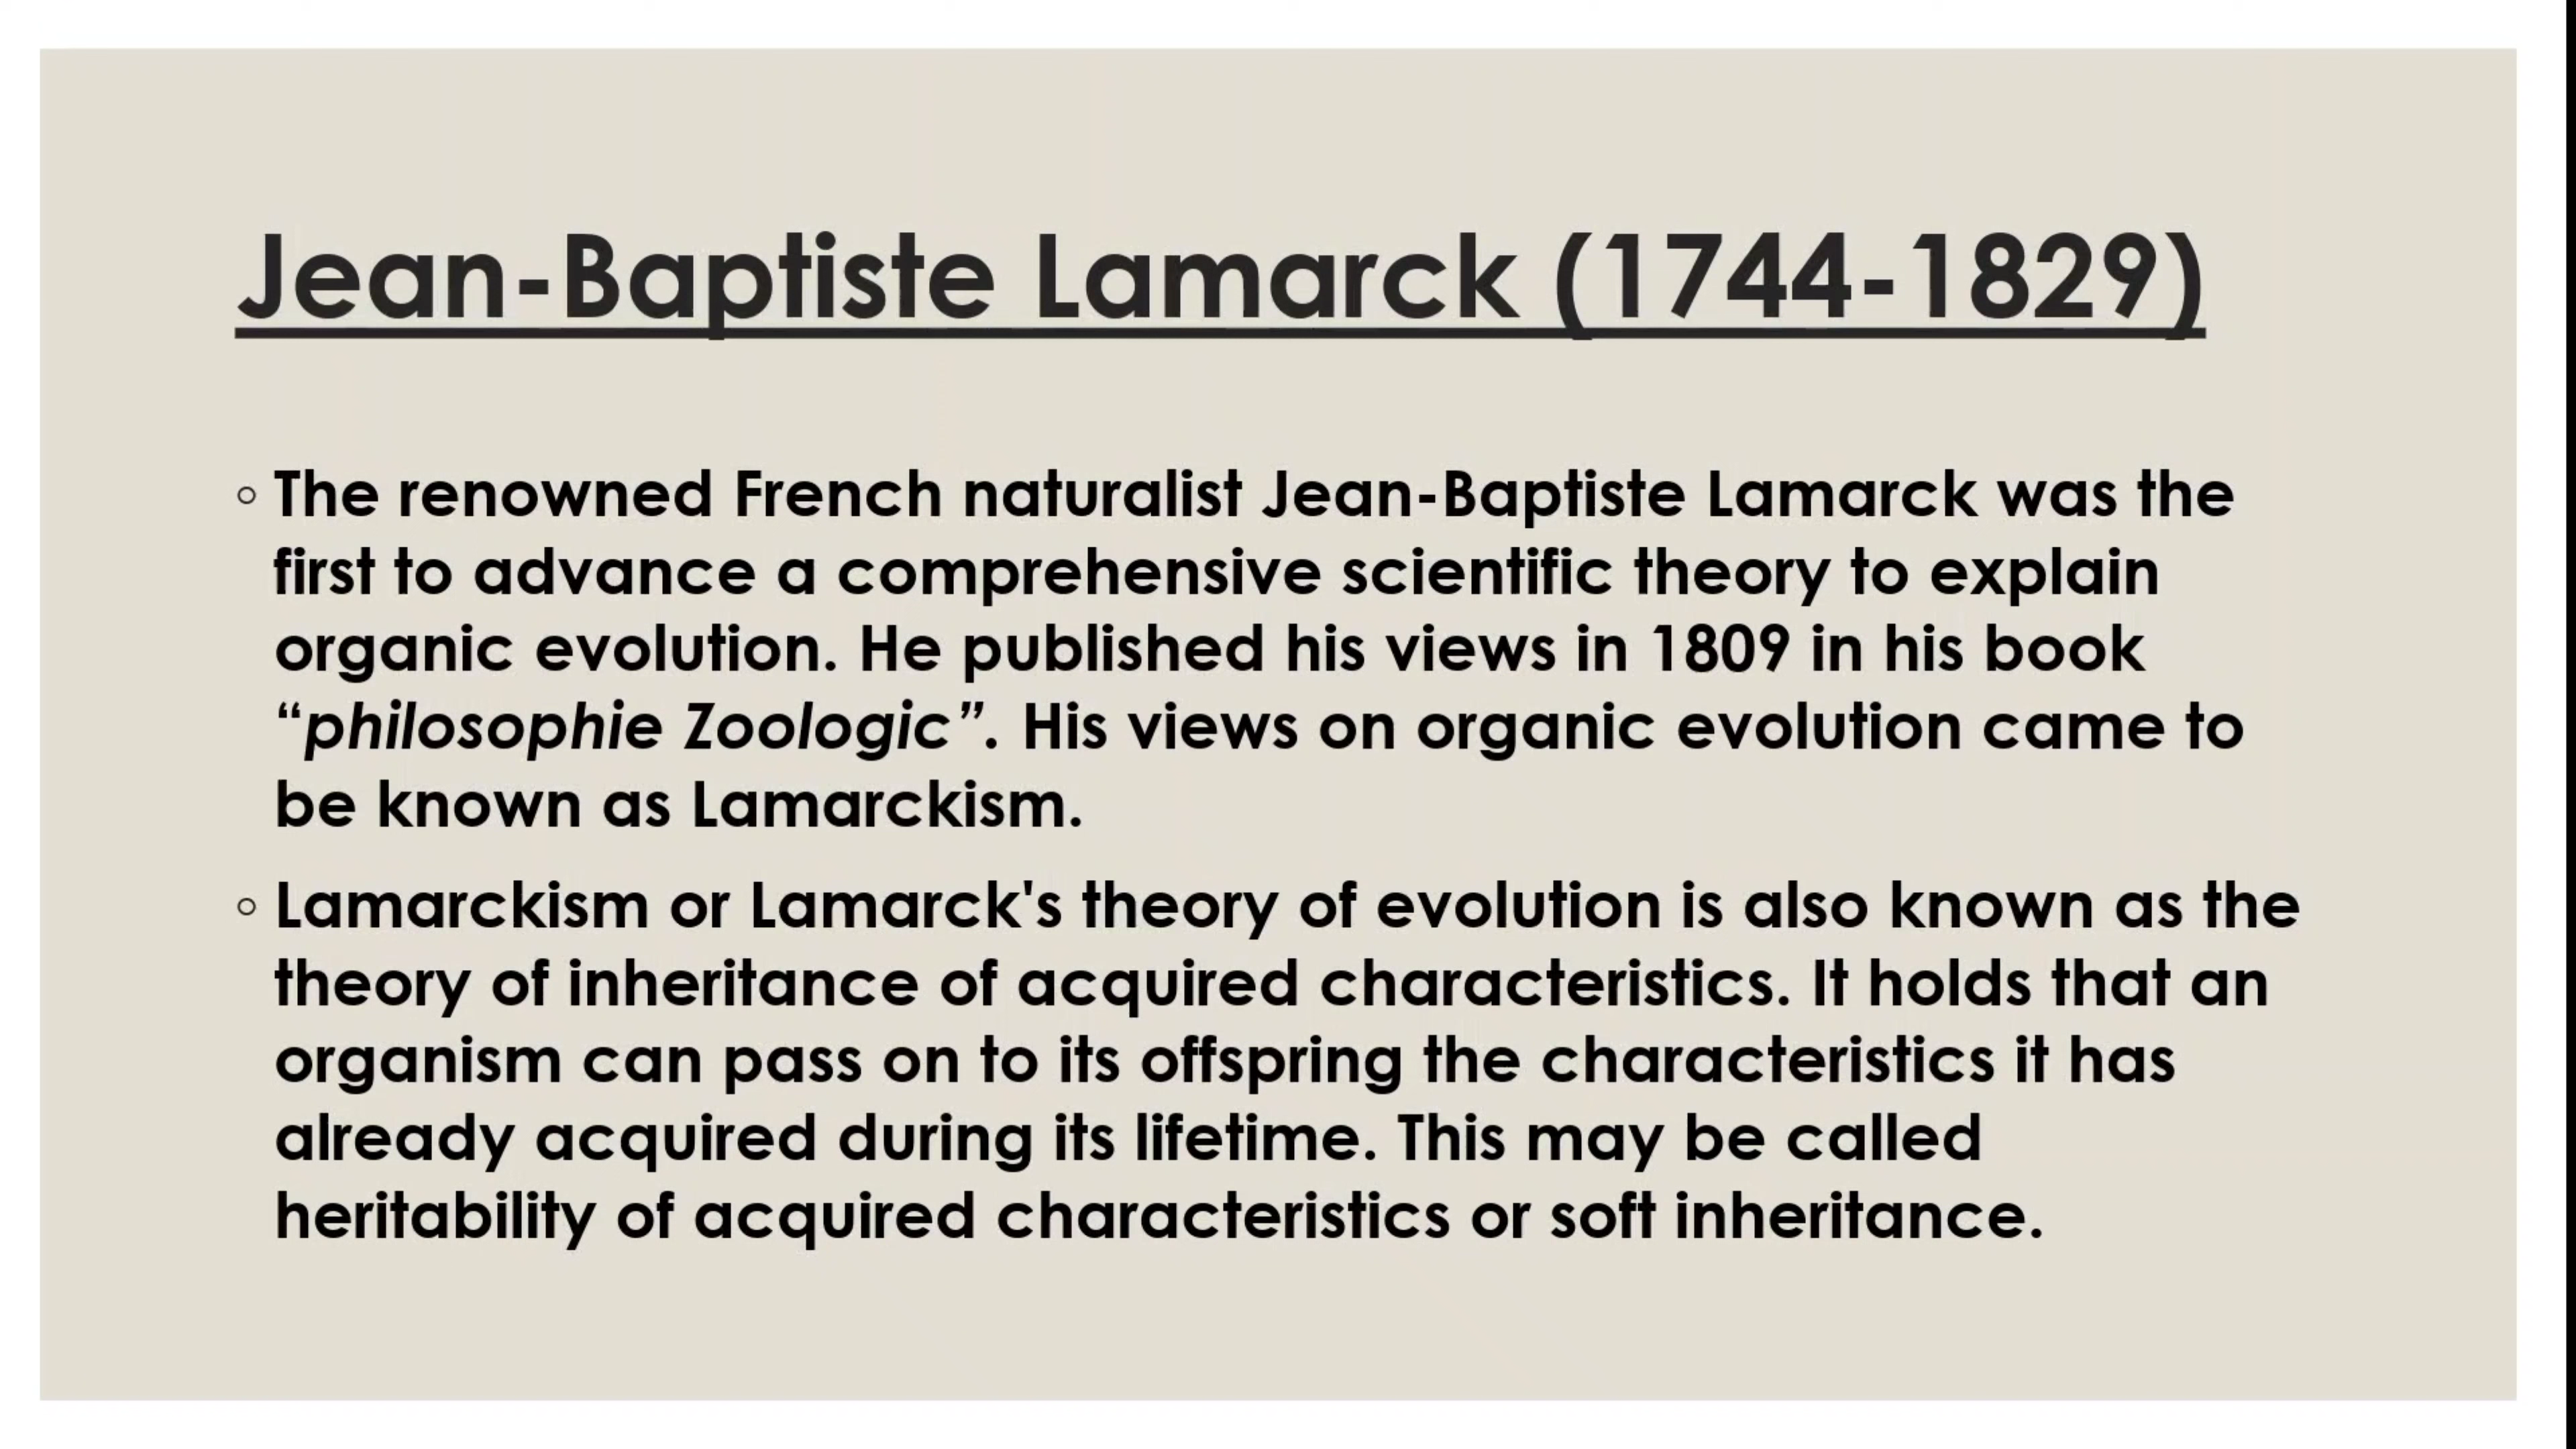 Jean-Baptiste Lamarck (1744-1829)
◦ The renowned French naturalist Jean-Baptiste Lamarck was the
first to advance a comprehensive scientific theory to explain
organic evolution. He published his views in 1809 in his book
“philosophie Zoologic”. His views on organic evolution came to
be known as Lamarckism.
◦ Lamarckism or Lamarck's theory of evolution is also known as the
theory of inheritance of acquired characteristics. It holds that an
organism can pass on to its offspring the characteristics it has
already acquired during its lifetime. This may be called
heritability of acquired characteristics or soft inheritance.